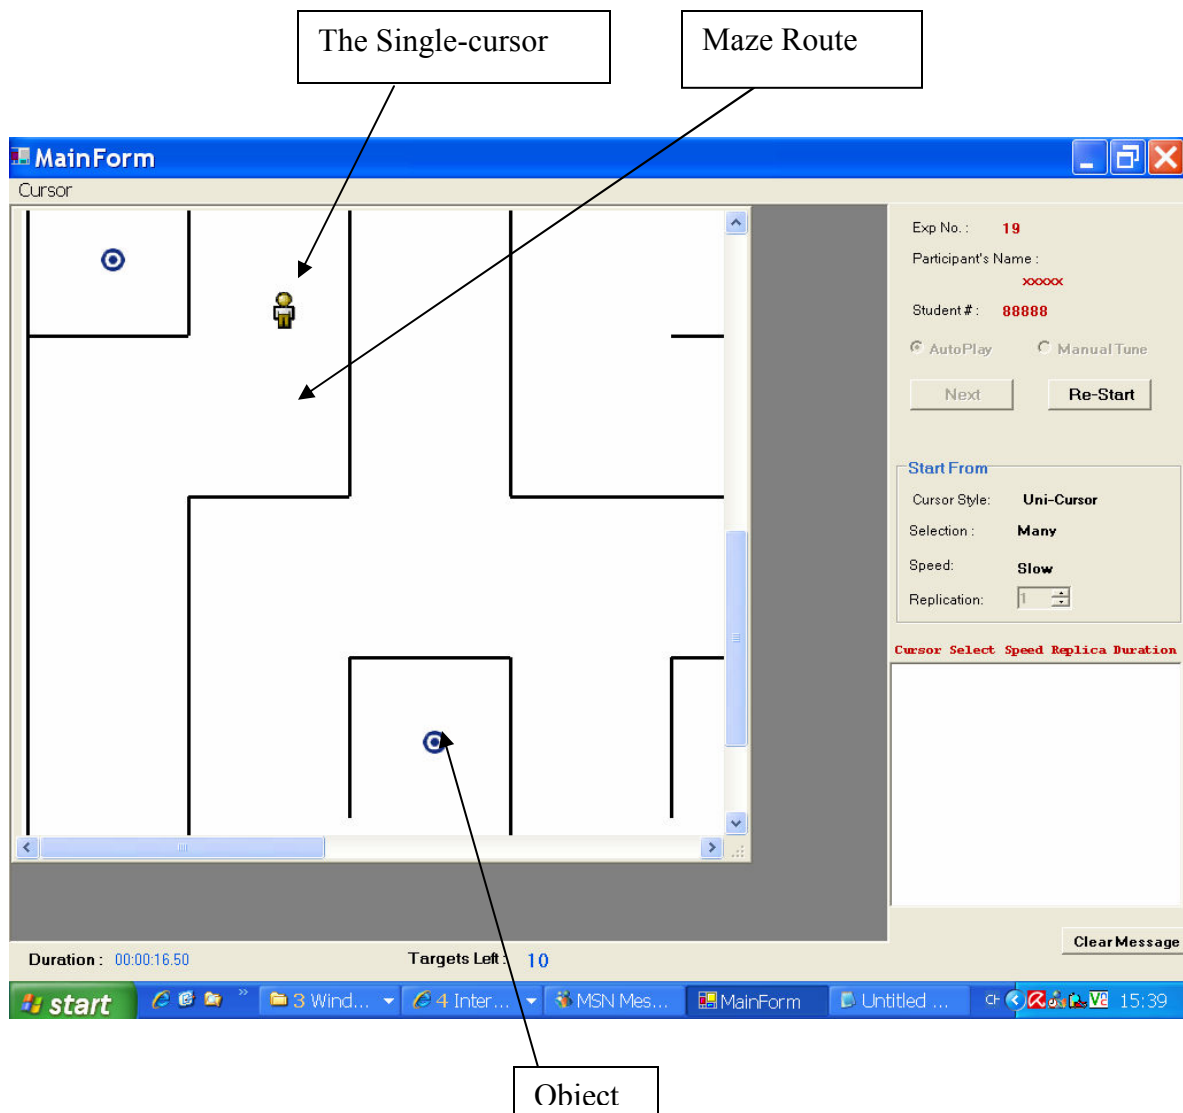 The Single-cursor
Maze Route
MainForm
Cursor
Exp No. : 19
Participant's Name :
xxxxx
Student # : 88888
AutoPlay Manual Tune
Next Re-Start
Start From
Cursor Style: Uni-Cursor
Selection : Many
Speed: Slow
Replication: 1
Cursor Select Speed Replica Duration
Clear Message
Duration : 00:00:16.50 Targets Left : 10
start » 3 Wind... 4 Inter... MSN Mes... MainForm Untitled ... CH 15:39
Object